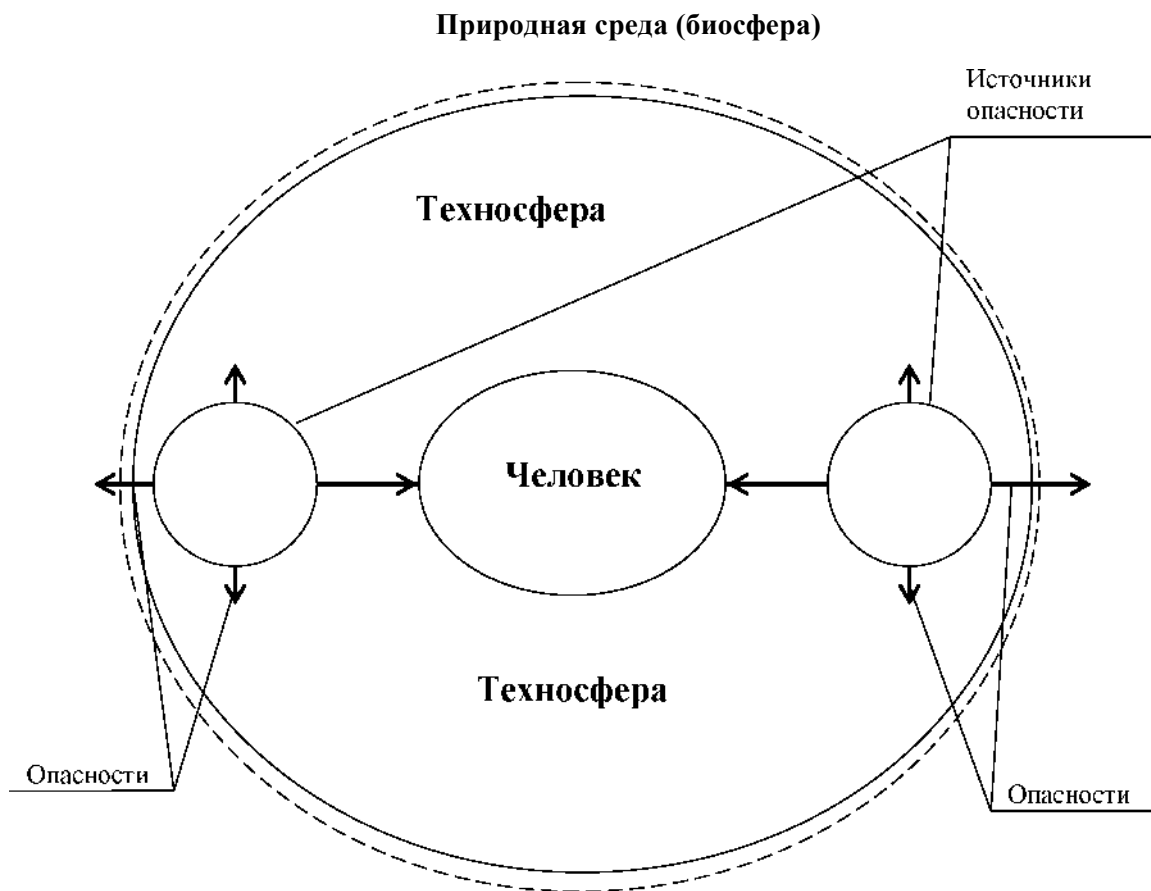 Природная среда (биосфера)
Источники
опасности
Техносфера
Человек
Техносфера
Опасности
Опасности